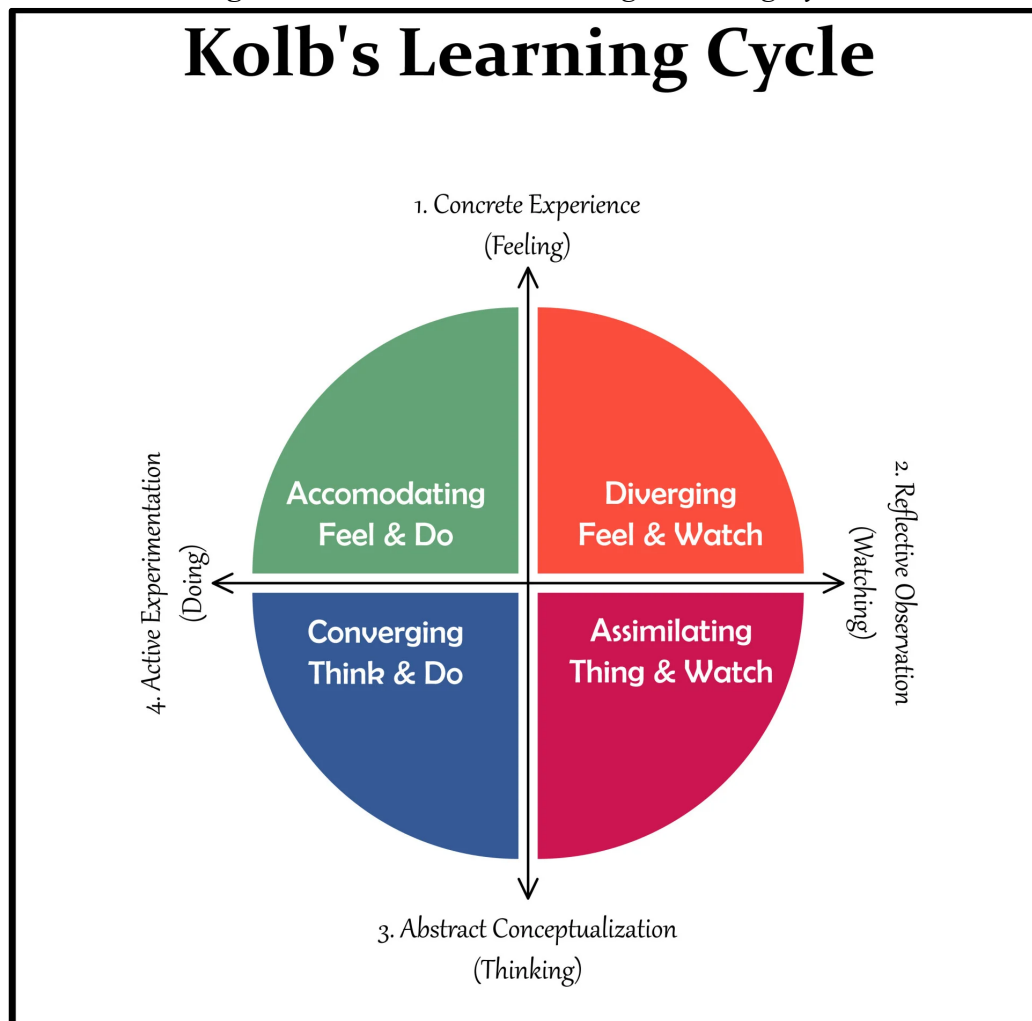 Kolb's Learning Cycle
1. Concrete Experience
(Feeling)
Accomodating
Feel & Do
Diverging
Feel & Watch
4. Active Experimentation
(Doing)
2. Reflective Observation
(Watching)
Converging
Think & Do
Assimilating
Thing & Watch
3. Abstract Conceptualization
(Thinking)